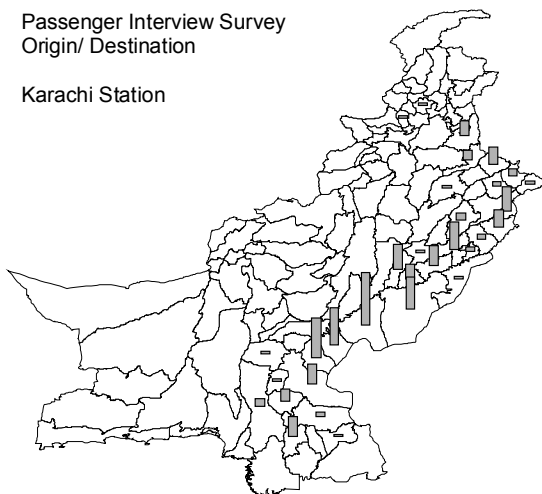 Passenger Interview Survey
Origin/ Destination
Karachi Station